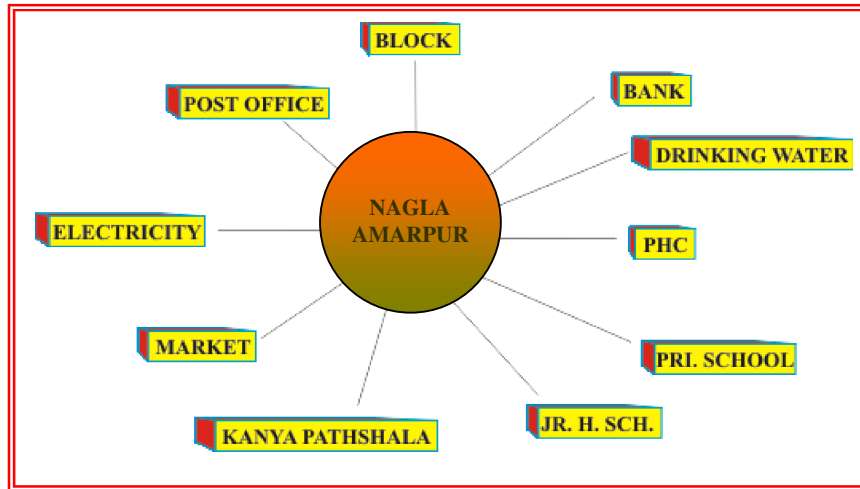 BLOCK
POST OFFICE
BANK
DRINKING WATER
NAGLA
AMARPUR
ELECTRICITY
PHC
MARKET
PRI. SCHOOL
KANYA PATHSHALA
JR. H. SCH.